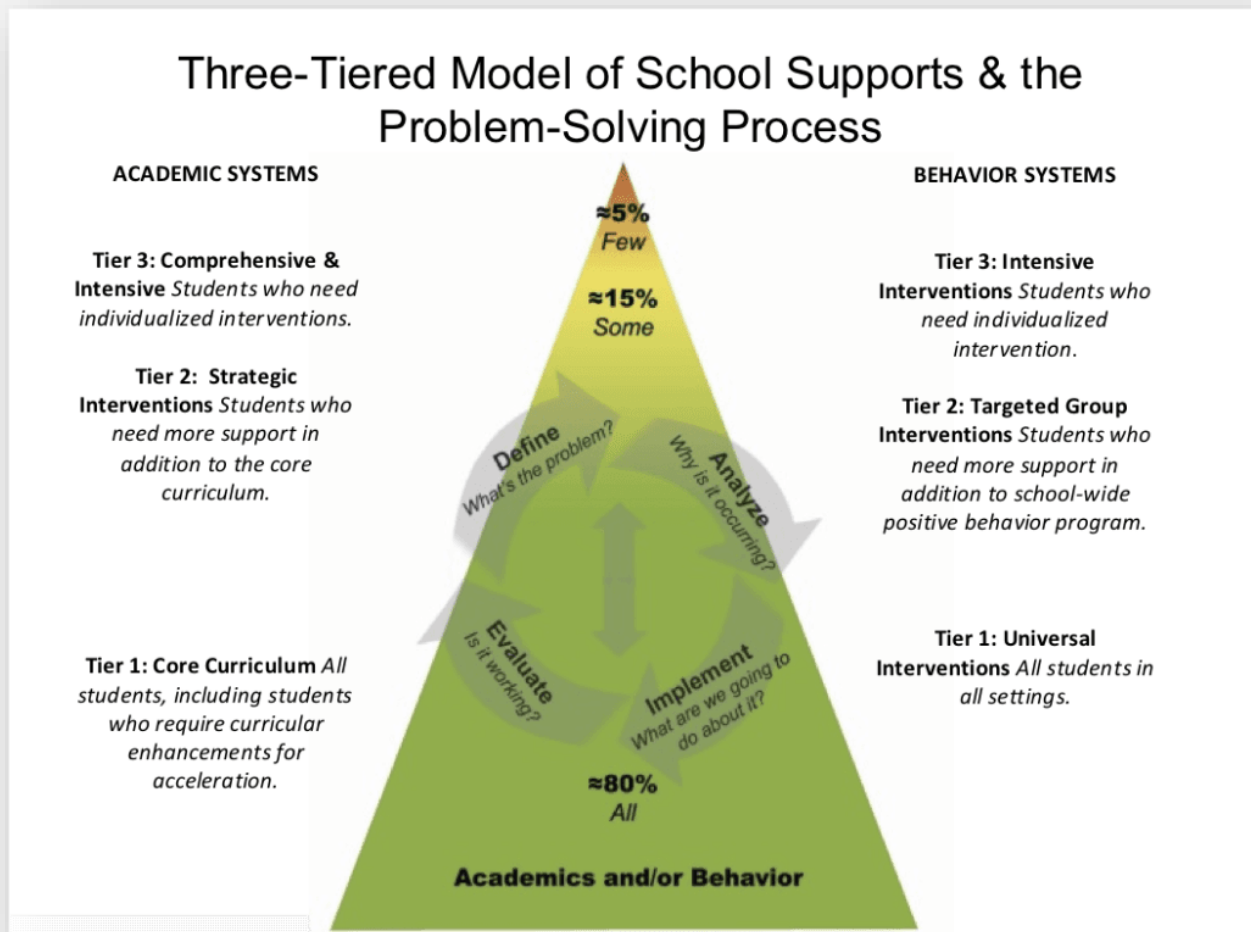 Three-Tiered Model of School Supports & the
Problem-Solving Process
ACADEMIC SYSTEMS
Tier 3: Comprehensive &
Intensive Students who need
individualized interventions.
Tier 2:  Strategic
Interventions Students who
need more support in
addition to the core
curriculum.
Tier 1: Core Curriculum All
students, including students
who require curricular
enhancements for
acceleration.
≈5%
Few
≈15%
Some
Define
What's the problem?
Analyze
Why is it occurring?
Implement
What are we going to
do about it?
Evaluate
Is it working?
≈80%
All
Academics and/or Behavior
BEHAVIOR SYSTEMS
Tier 3: Intensive
Interventions Students who
need individualized
intervention.
Tier 2: Targeted Group
Interventions Students who
need more support in
addition to school-wide
positive behavior program.
Tier 1: Universal
Interventions All students in
all settings.